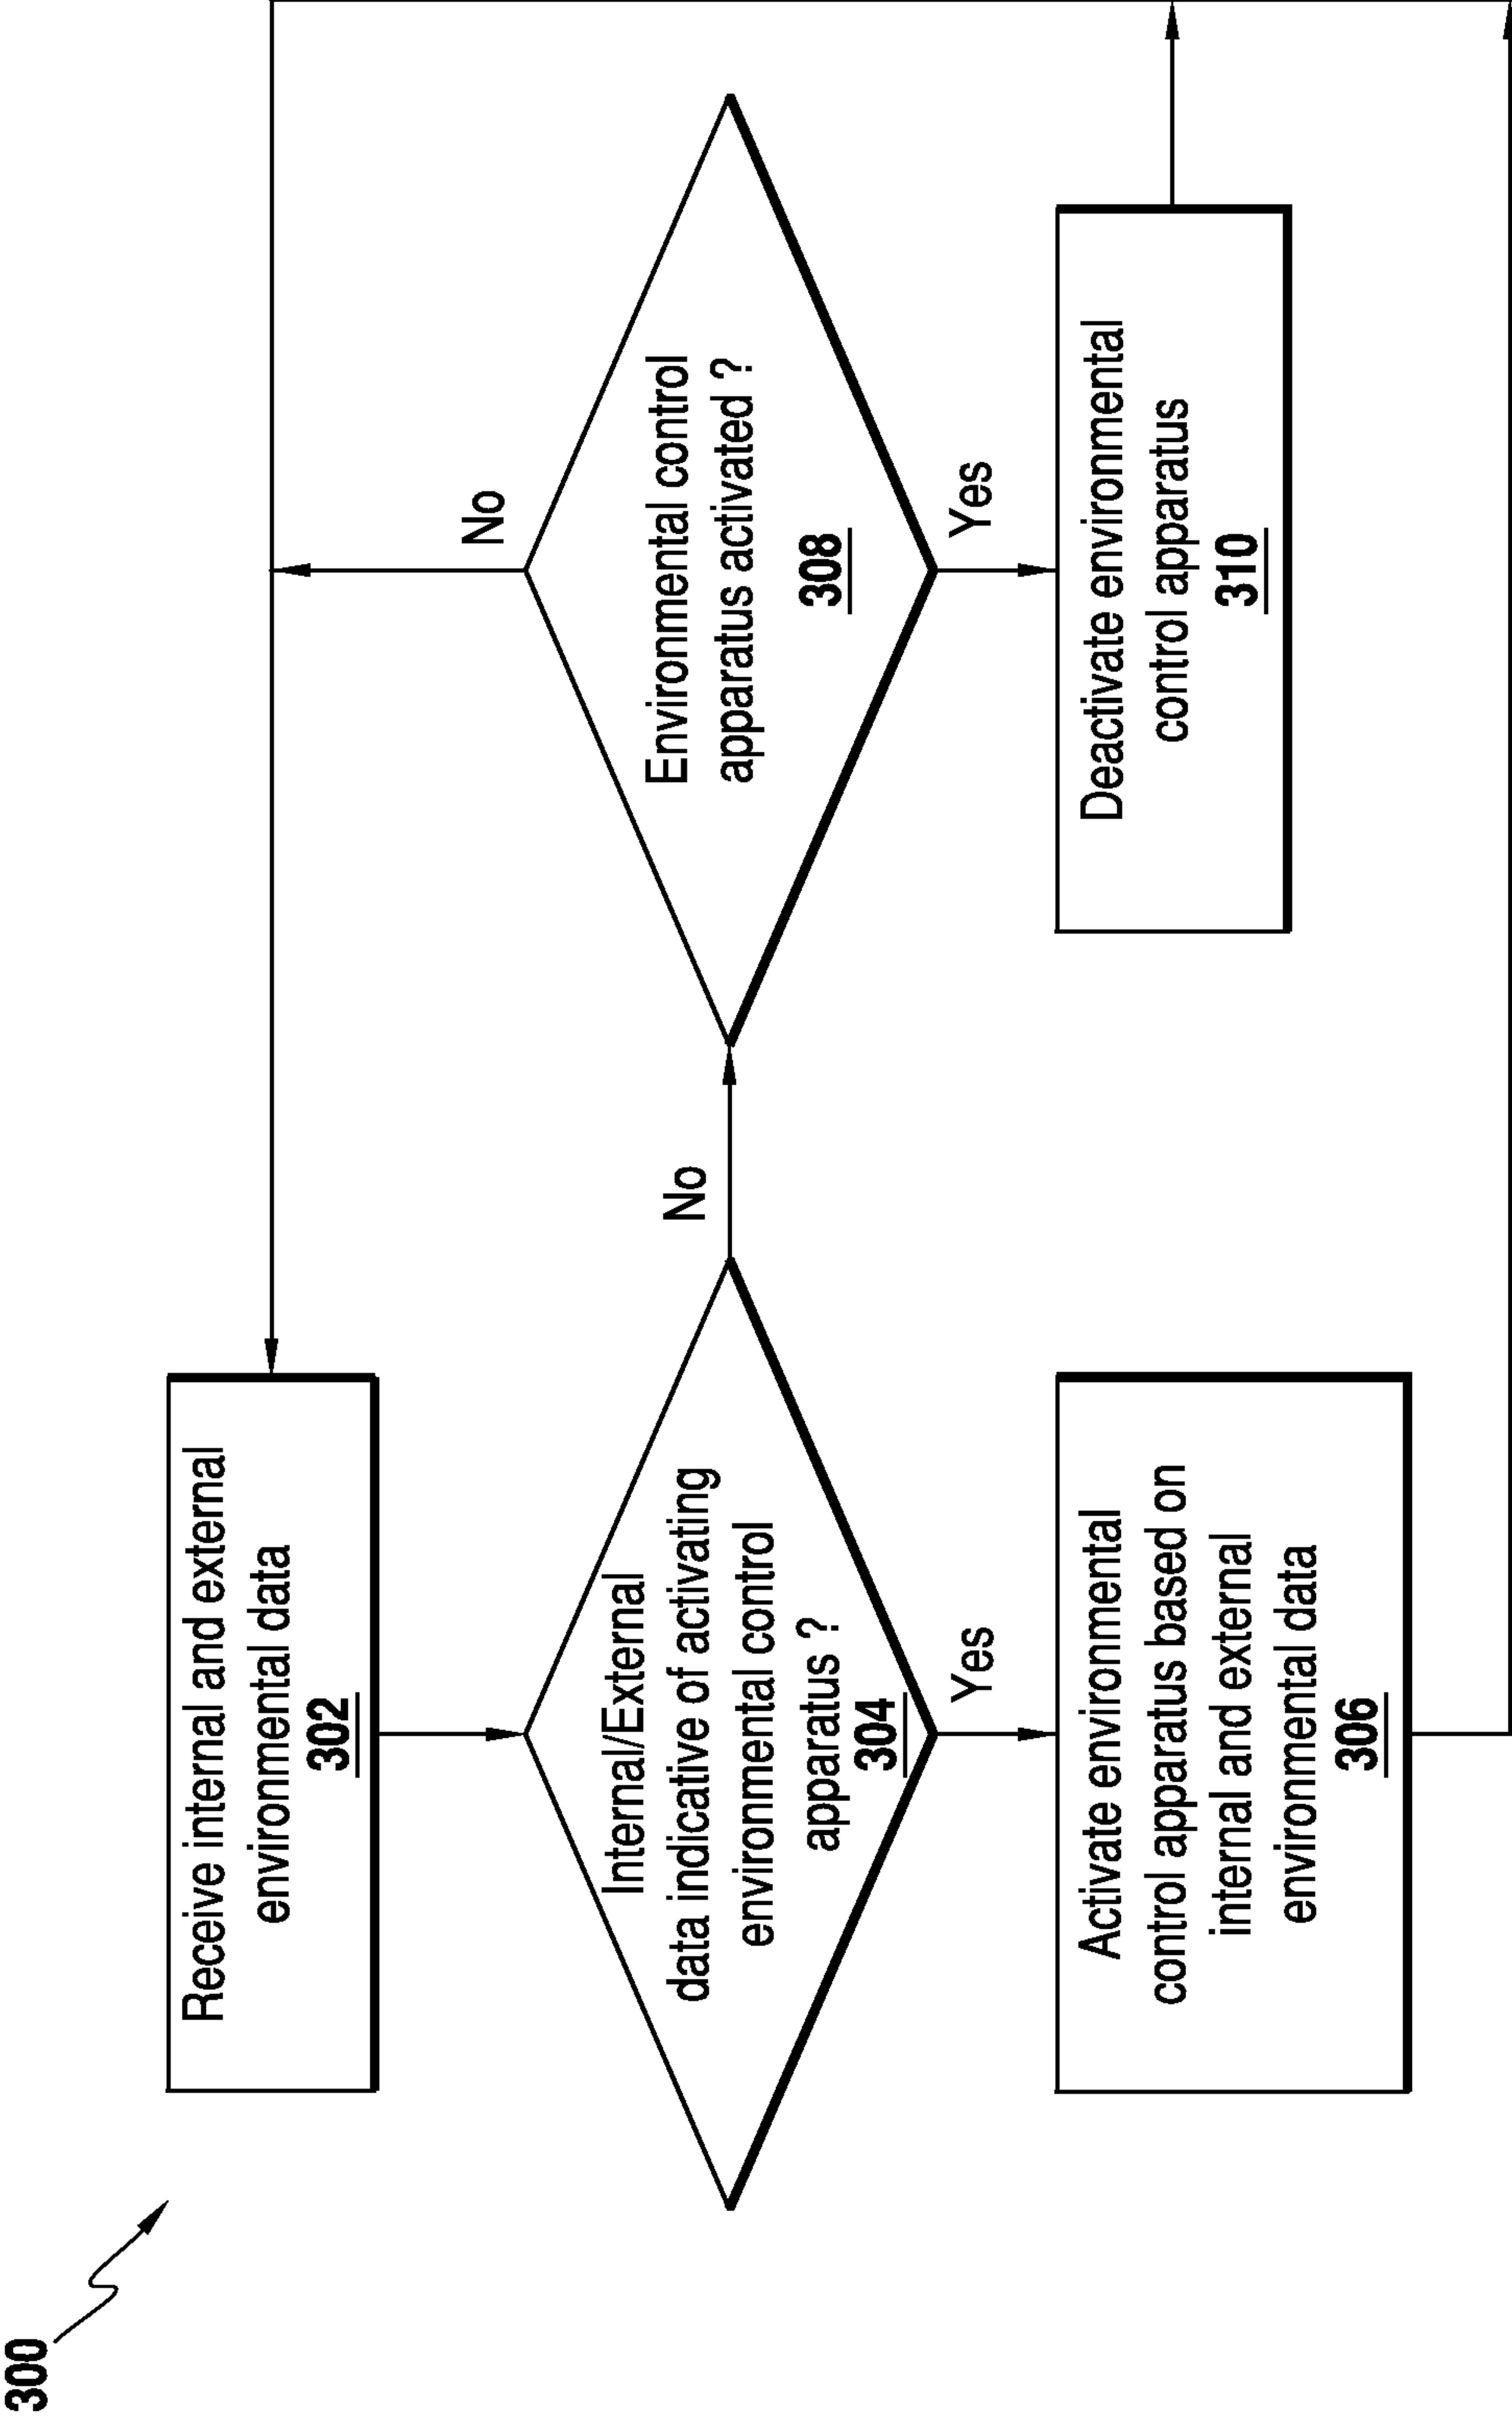 300
Receive internal and external
environmental data
302
Internal/External
data indicative of activating
environmental control
apparatus ?
304
No
Yes
Activate environmental
control apparatus based on
internal and external
environmental data
306
Environmental control
apparatus activated ?
308
No
Yes
Deactivate environmental
control apparatus
310